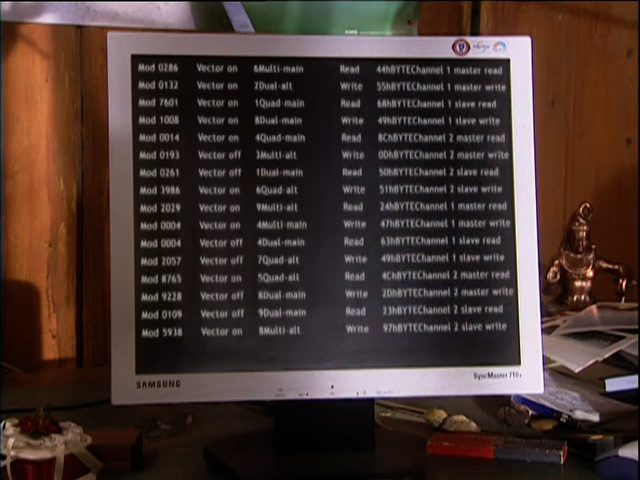 Mod 0286 Vector on 6Multi-main Read 44hBYTEChannel 1 master read
Mod 0132 Vector on 2Dual-alt Write 55hBYTEChannel 1 master write
Mod 7601 Vector on 1Quad-main Read 68hBYTEChannel 1 slave read
Mod 1008 Vector on 8Dual-main Write 49hBYTEChannel 1 slave write
Mod 0014 Vector on 4Quad-main Read 8ChBYTEChannel 2 master read
Mod 0193 Vector off 3Multi-alt Write 0DhBYTEChannel 2 master write
Mod 0261 Vector off 1Dual-main Read 50hBYTEChannel 2 slave read
Mod 3986 Vector on 6Quad-alt Write 51hBYTEChannel 2 slave write
Mod 2029 Vector on 9Multi-alt Read 24hBYTEChannel 1 master read
Mod 0004 Vector on 4Multi-main Write 47hBYTEChannel 1 master write
Mod 0004 Vector off 4Dual-main Read 63hBYTEChannel 1 slave read
Mod 2057 Vector off 7Quad-alt Write 49hBYTEChannel 1 slave write
Mod 8765 Vector on 5Quad-alt Read 4ChBYTEChannel 2 master read
Mod 9228 Vector off 8Dual-main Write 2DhBYTEChannel 2 master write
Mod 0109 Vector off 9Dual-main Read 23hBYTEChannel 2 slave read
Mod 5938 Vector on 8Multi-alt Write 97hBYTEChannel 2 slave write
SAMSUNG SyncMaster 710v